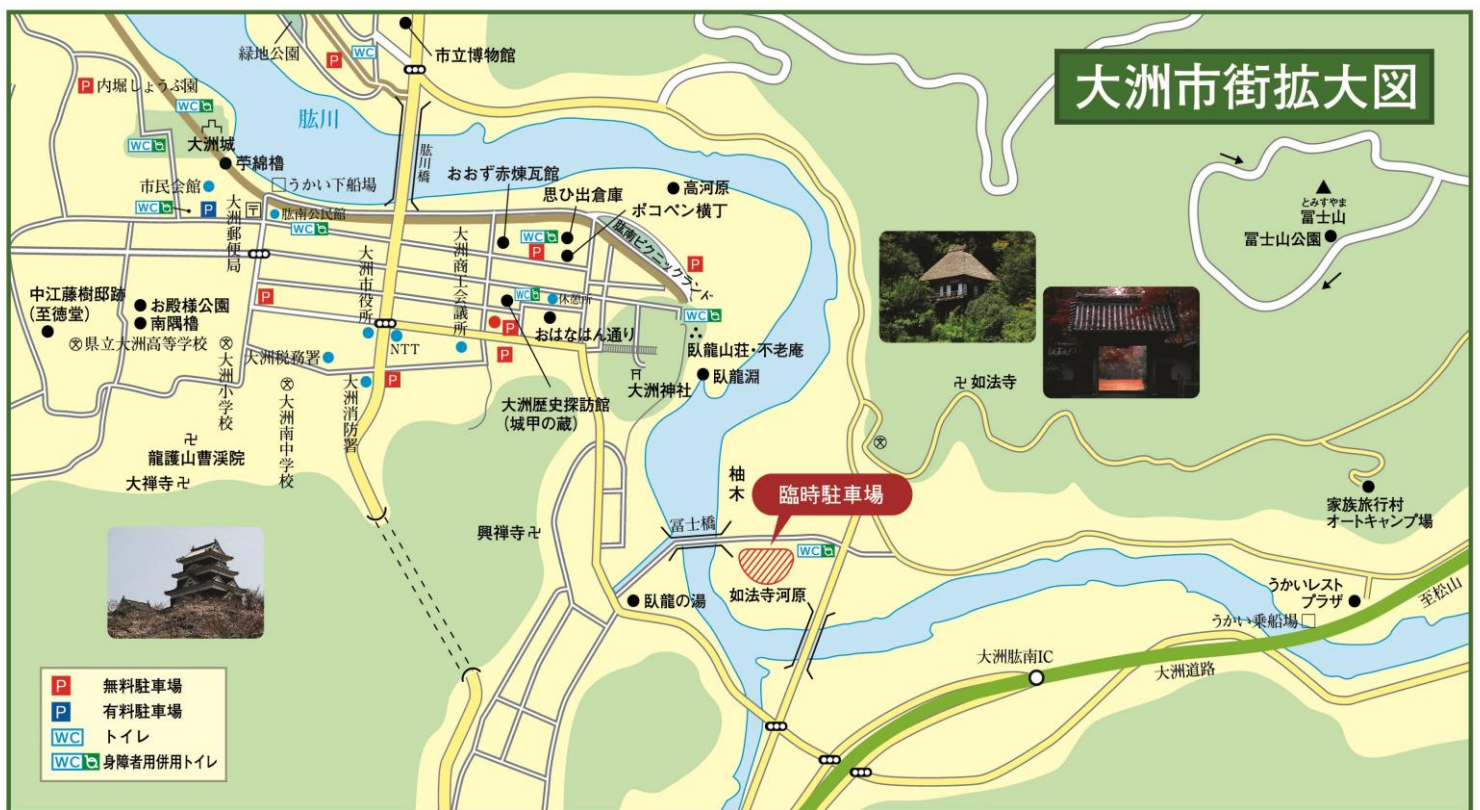 大洲市街拡大図
緑地公園
P
WC
市立博物館
P 内堀しょうぶ園
WC
肱川
WC
大洲城
苧綿櫓
市民会館
うかい下船場
WC
P
肱南公民館
WC
大洲郵便局
肱川橋
おおず赤煉瓦館
思ひ出倉庫
ポコペン横丁
高河原
WC
P
肱南ピクニックランド
P
とみすやま
冨士山
冨士山公園
中江藤樹邸跡
(至徳堂)
お殿様公園
南隅櫓
県立大洲高等学校
大洲小学校
P
大洲市役所
大洲商工会議所
WC
休憩所
P
おはなはん通り
WC
臥龍山荘・不老庵
臥龍淵
大洲神社
大洲税務署
NTT
P
P
大洲歴史探訪館
(城甲の蔵)
大洲南中学校
大洲消防署
龍護山曹渓院
大禅寺
如法寺
柚木
臨時駐車場
冨士橋
WC
興禅寺
如法寺河原
臥龍の湯
家族旅行村
オートキャンプ場
うかいレスト
プラザ
うかい乗船場
至松山
大洲肱南IC
大洲道路
P 無料駐車場
P 有料駐車場
WC トイレ
WC 身障者用併用トイレ